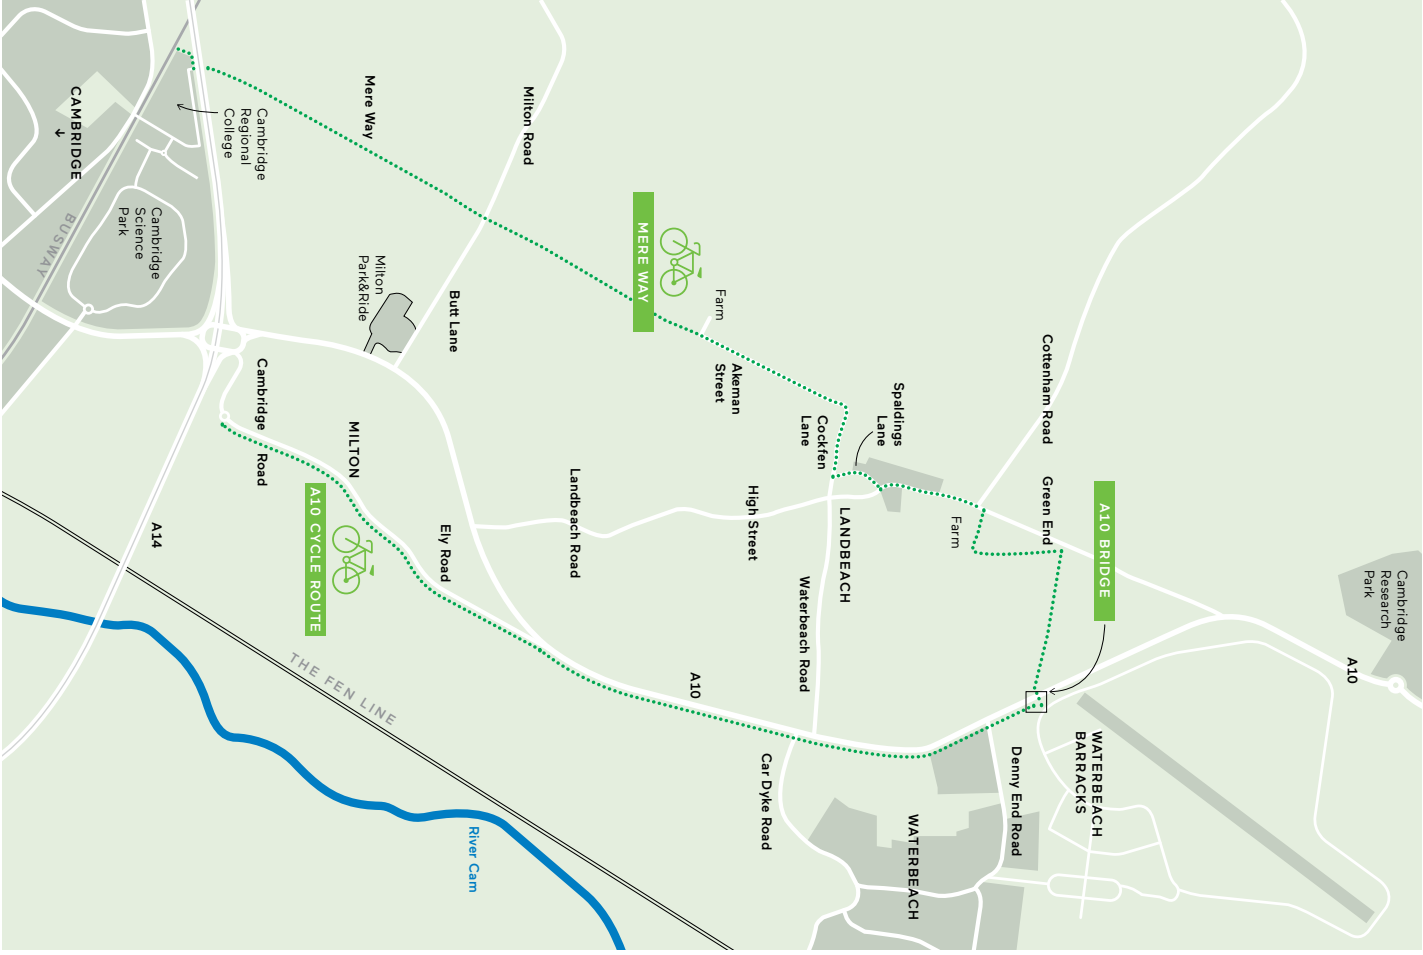 Cambridge
Research
Park
A10
A10 BRIDGE
WATERBEACH
BARRACKS
Cottenham Road
Green End
Denny End Road
Farm
WATERBEACH
Spaldings
Lane
LANDBEACH
Cockfen
Lane
Waterbeach Road
Car Dyke Road
High Street
Akeman
Street
Farm
A10
MERE WAY
Landbeach Road
Milton Road
River Cam
Butt Lane
Ely Road
Mere Way
Milton
Park&Ride
MILTON
A10 CYCLE ROUTE
THE FEN LINE
Cambridge
Regional
College
Cambridge Road
Cambridge
Science
Park
A14
CAMBRIDGE
BUSWAY